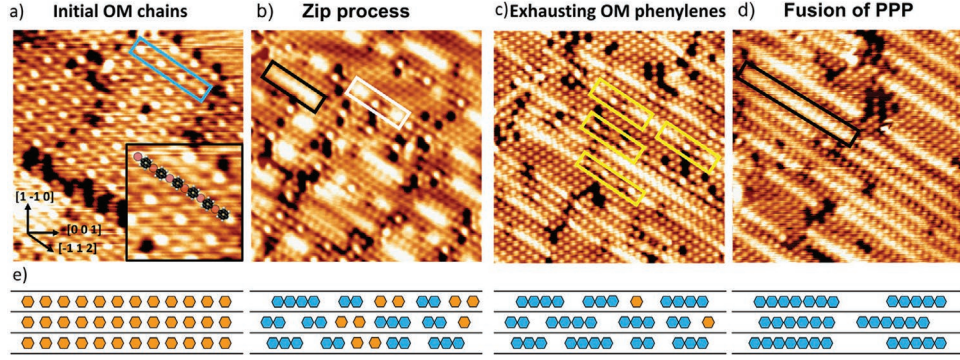 a) Initial OM chains
b) Zip process
c) Exhausting OM phenylenes
d) Fusion of PPP
[1 -1 0]
[0 0 1]
[-1 1 2]
e)